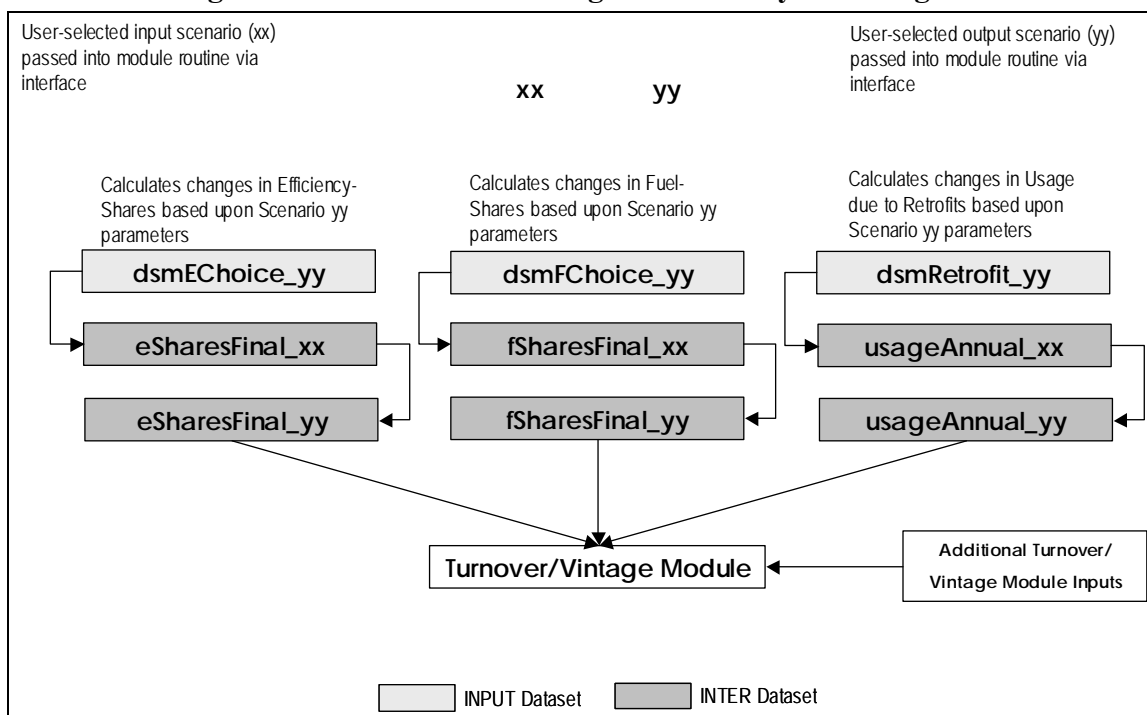 User-selected input scenario (xx)
passed into module routine via
interface
User-selected output scenario (yy)
passed into module routine via
interface
xx yy
Calculates changes in Efficiency-
Shares based upon Scenario yy
parameters
Calculates changes in Fuel-
Shares based upon Scenario yy
parameters
Calculates changes in Usage
due to Retrofits based upon
Scenario yy parameters
dsmEChoice_yy
dsmFChoice_yy
dsmRetrofit_yy
eSharesFinal_xx
fSharesFinal_xx
usageAnnual_xx
eSharesFinal_yy
fSharesFinal_yy
usageAnnual_yy
Turnover/Vintage Module
Additional Turnover/
Vintage Module Inputs
INPUT Dataset
INTER Dataset